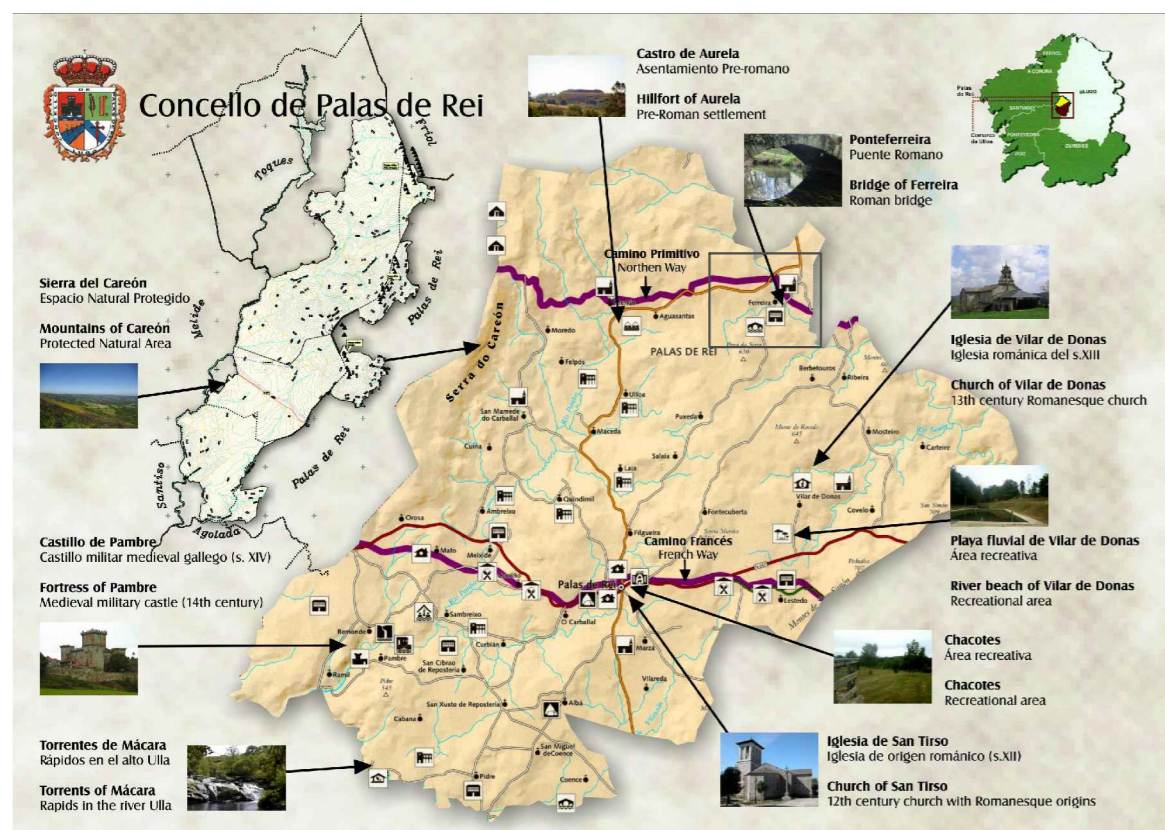 Concello de Palas de Rei
Castro de Aurela
Asentamiento Pre-romano
Hillfort of Aurela
Pre-Roman settlement
Ponteferreira
Puente Romano
Bridge of Ferreira
Roman bridge
FERROL
A CORUÑA
LUGO
Palas
de Rei
SANTIAGO
Comarca
de Ulloa
PONTEVEDRA
OURENSE
VIGO
Toques
Friol
Palas de Rei
Melide
Palas de Rei
Santiso
Agolada
Sierra del Careón
Espacio Natural Protegido
Mountains of Careón
Protected Natural Area
Camino Primitivo
Northen Way
Serra do Careón
Ferreira
Aguasantas
Moredo
PALAS DE REI
Felpós
Berbetouros
Ribeira
Ulloa
San Mamede
do Carballal
Puxeda
Maceda
Mosteiro
Cuiña
Carteire
Salaia
Laia
Quindimil
Vilar de Donas
Ambreixo
Fontecuberta
Covelo
Orosa
Filgueira
Camino Francés
French Way
Mato
Meixide
Palas de Rei
Lestedo
Sambreixo
O Carballal
Remonde
Curbián
Marzá
Pambre
San Cibrao
de Repostería
Ramil
Vilareda
San Xusto de Repostería
Albá
Cabana
San Miguel
deCoence
Pidre
Coence
Iglesia de Vilar de Donas
Iglesia románica del s.XIII
Church of Vilar de Donas
13th century Romanesque church
Playa fluvial de Vilar de Donas
Área recreativa
River beach of Vilar de Donas
Recreational area
Castillo de Pambre
Castillo militar medieval gallego (s. XIV)
Fortress of Pambre
Medieval military castle (14th century)
Chacotes
Área recreativa
Chacotes
Recreational area
Torrentes de Mácara
Rápidos en el alto Ulla
Torrents of Mácara
Rapids in the river Ulla
Iglesia de San Tirso
Iglesia de origen románico (s.XII)
Church of San Tirso
12th century church with Romanesque origins